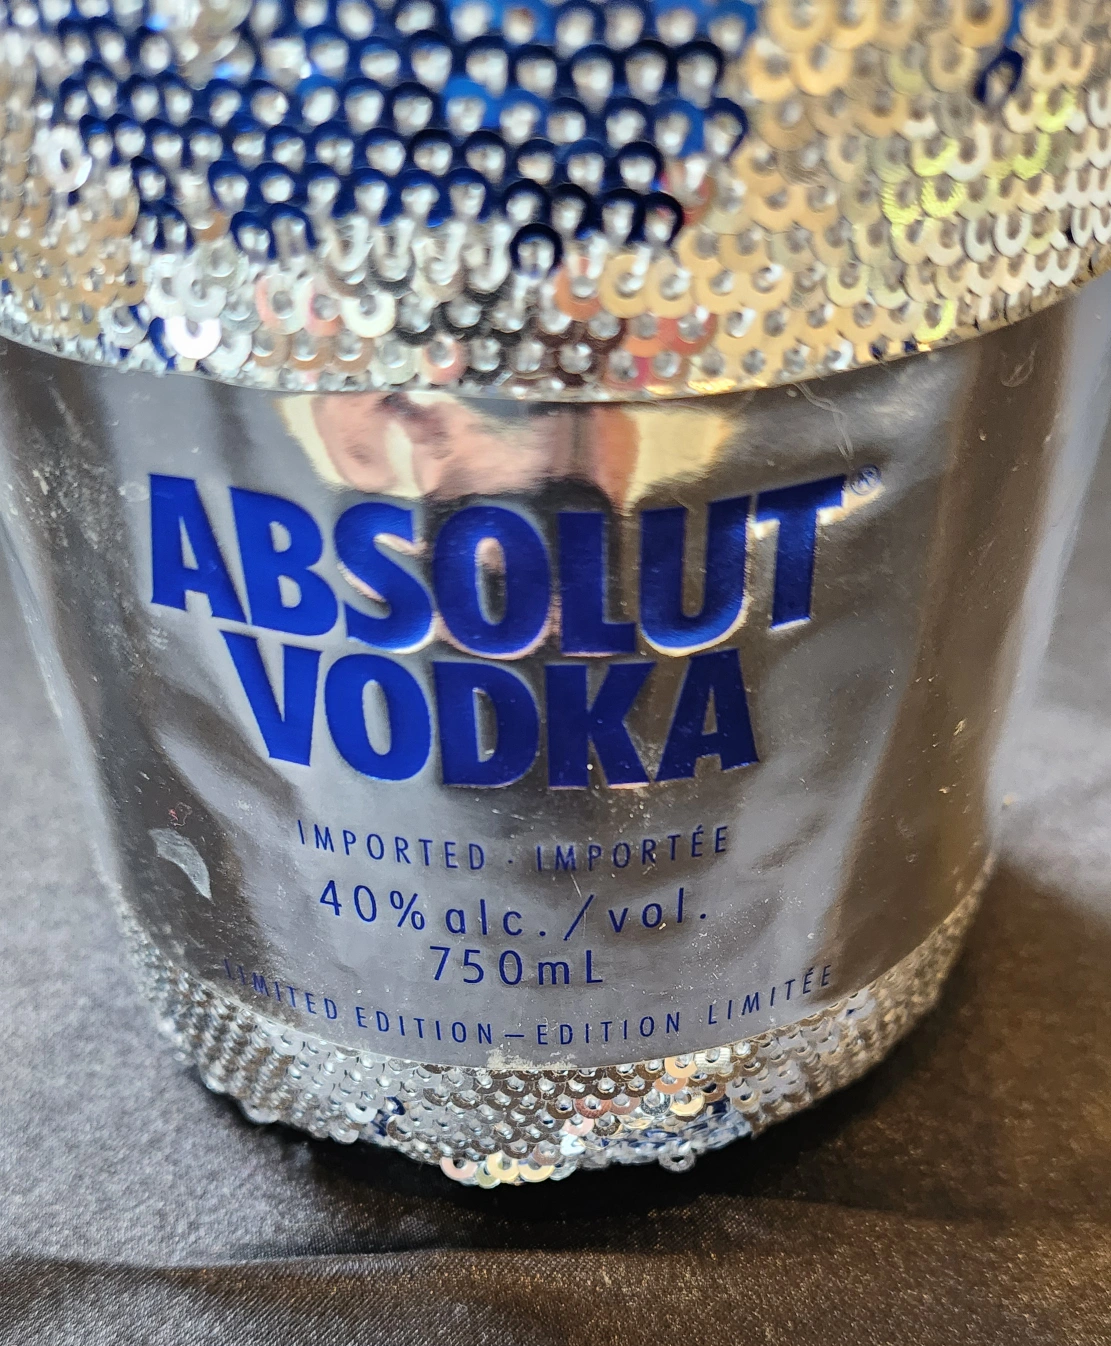 ABSOLUT®
VODKA
IMPORTED · IMPORTÉE
40% alc./vol.
750mL
LIMITED EDITION–EDITION LIMITÉE